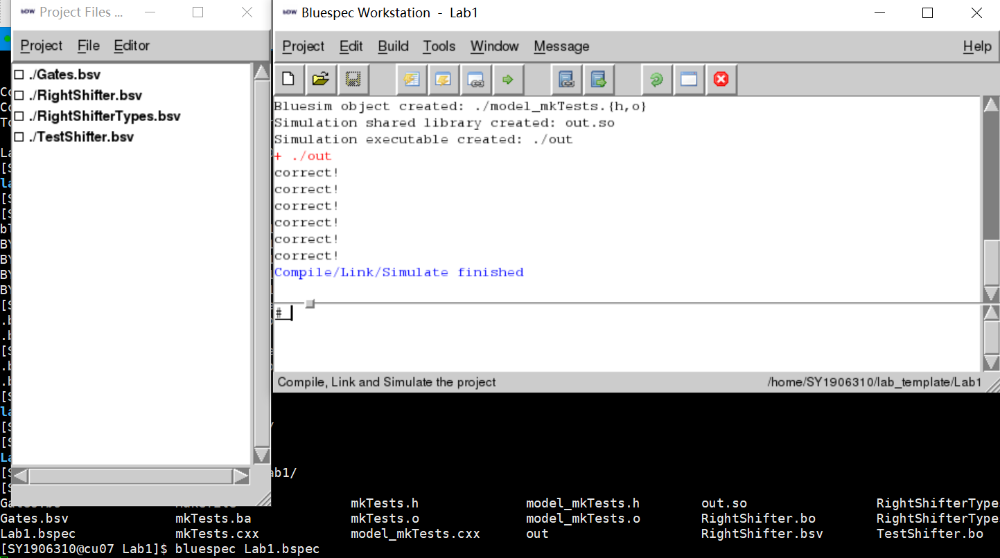 Project Files ...
Project File Editor
./Gates.bsv
./RightShifter.bsv
./RightShifterTypes.bsv
./TestShifter.bsv
Bluespec Workstation - Lab1
Project Edit Build Tools Window Message Help
Bluesim object created: ./model_mkTests.{h,o}
Simulation shared library created: out.so
Simulation executable created: ./out
+ ./out
correct!
correct!
correct!
correct!
correct!
correct!
Compile/Link/Simulate finished
#
Compile, Link and Simulate the project /home/SY1906310/lab_template/Lab1
ab1/
mkTests.h model_mkTests.h out.so RightShifterType
Gates.bsv mkTests.ba mkTests.o model_mkTests.o RightShifter.bo RightShifterType
Lab1.bspec mkTests.cxx model_mkTests.cxx out RightShifter.bsv TestShifter.bo
[SY1906310@cu07 Lab1]$ bluespec Lab1.bspec